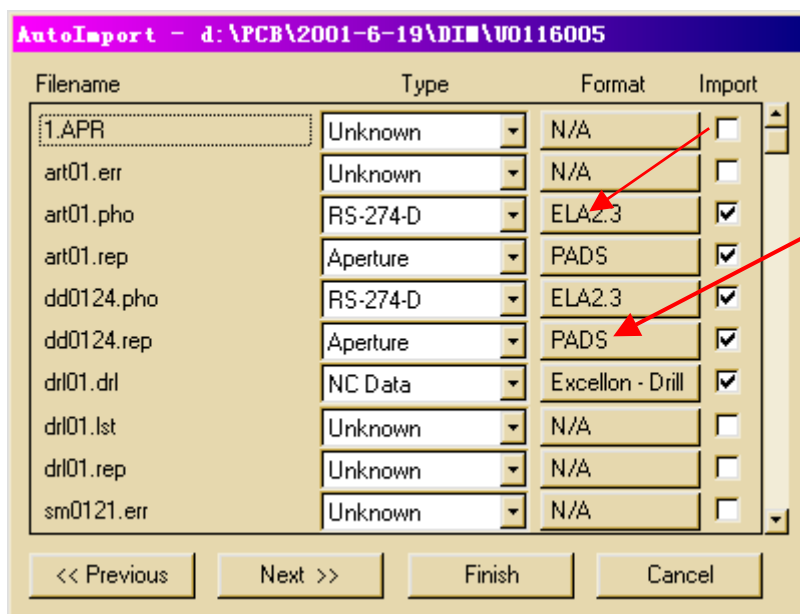 AutoImport - d:\PCB\2001-6-19\DIM\U0116005
Filename Type Format Import
1.APR Unknown N/A
art01.err Unknown N/A
art01.pho RS-274-D ELA2.3
art01.rep Aperture PADS
dd0124.pho RS-274-D ELA2.3
dd0124.rep Aperture PADS
drl01.drl NC Data Excellon - Drill
drl01.lst Unknown N/A
drl01.rep Unknown N/A
sm0121.err Unknown N/A
<< Previous Next >> Finish Cancel